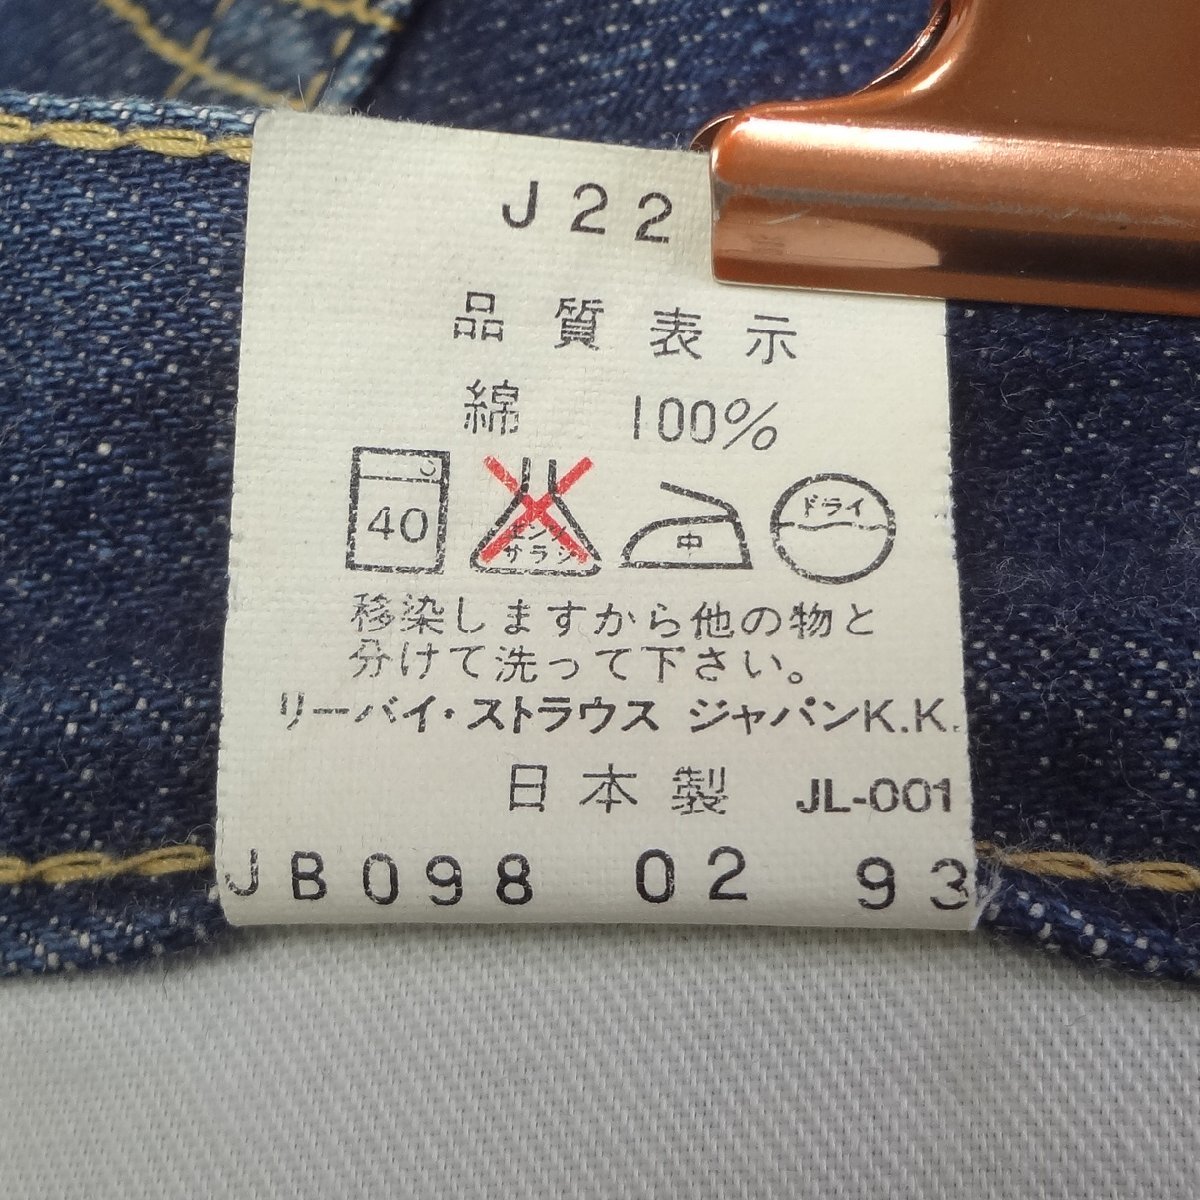 J22
品質表示
綿 100%
40
エンソ
サラシ
中
ドライ
移染しますから他の物と
分けて洗って下さい。
リーバイ・ストラウス ジャパンK.K.
日本製 JL-001
JB098 02 93